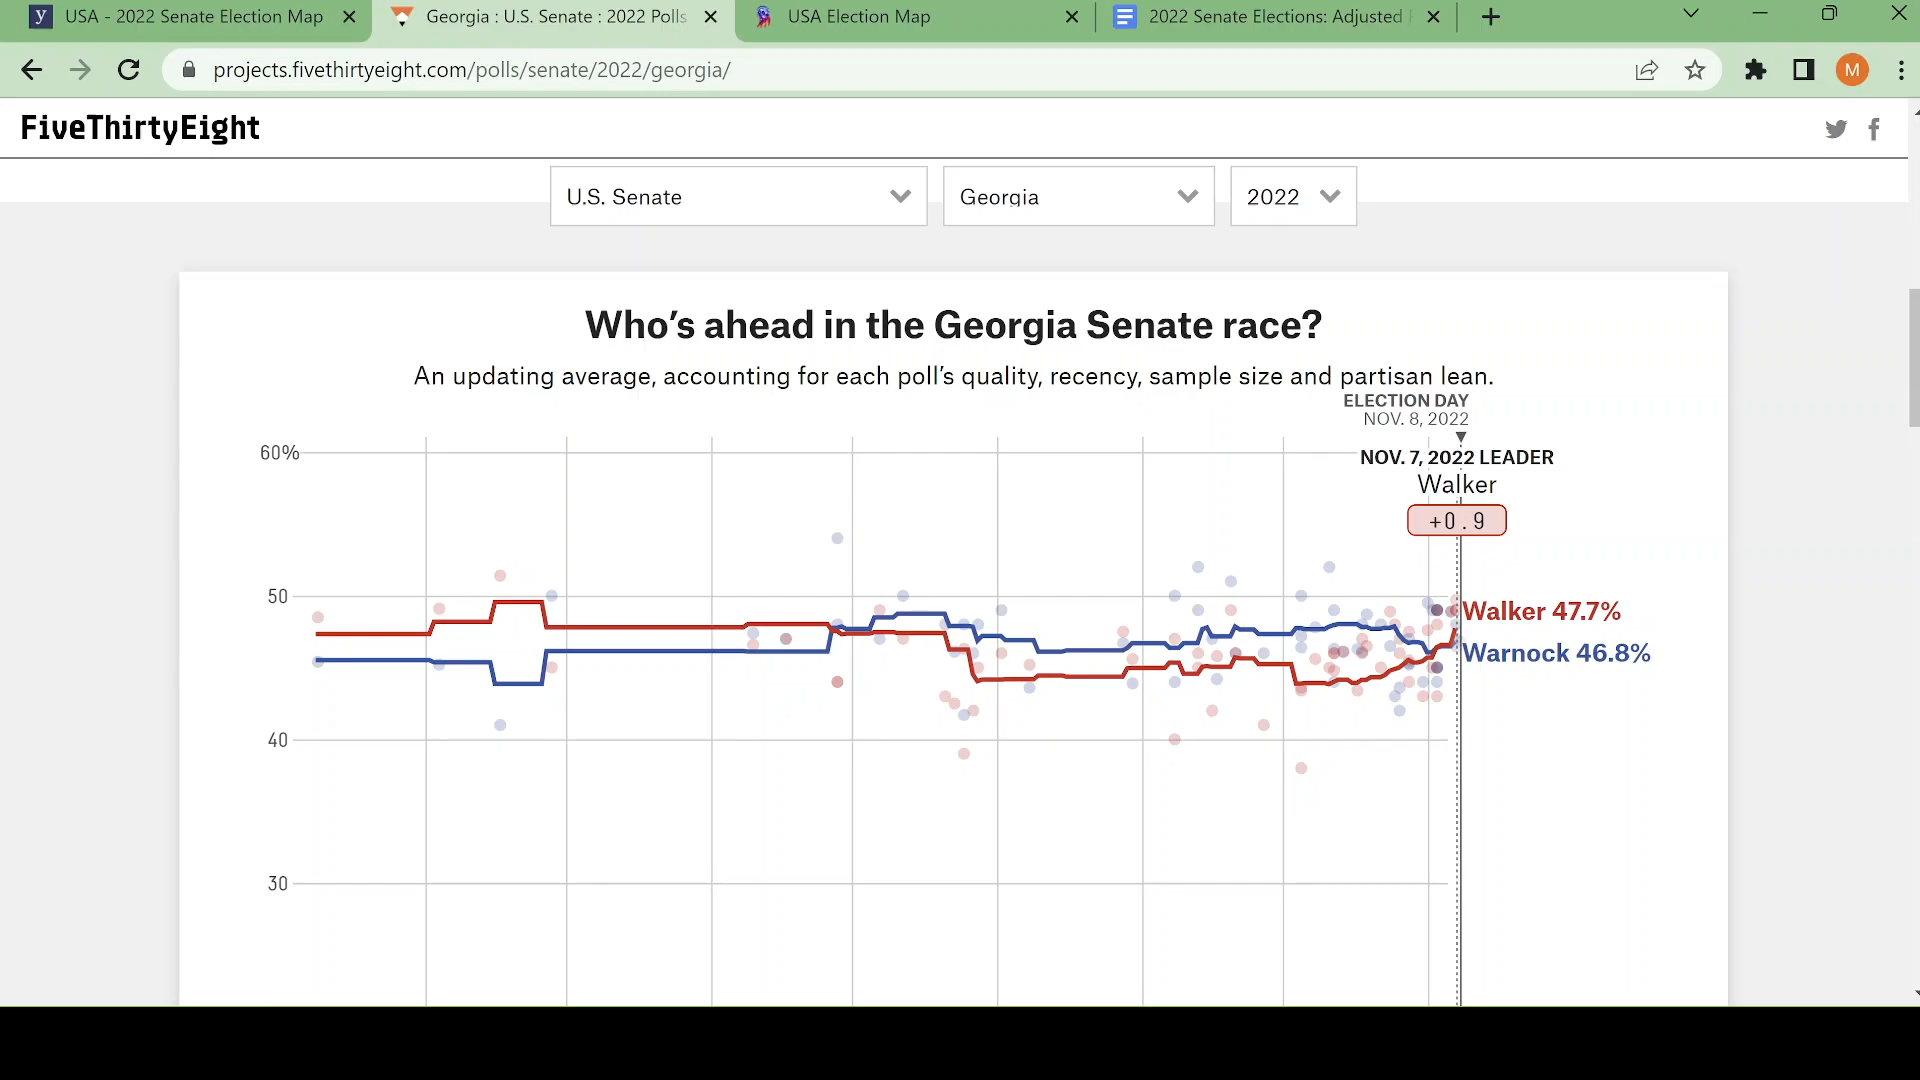 y USA - 2022 Senate Election Map
Georgia : U.S. Senate : 2022 Polls
USA Election Map
2022 Senate Elections: Adjusted
projects.fivethirtyeight.com/polls/senate/2022/georgia/
M
FiveThirtyEight
U.S. Senate
Georgia
2022
Who's ahead in the Georgia Senate race?
An updating average, accounting for each poll's quality, recency, sample size and partisan lean.
ELECTION DAY
NOV. 8, 2022
60%
NOV. 7, 2022 LEADER
Walker
+0.9
50
Walker 47.7%
Warnock 46.8%
40
30